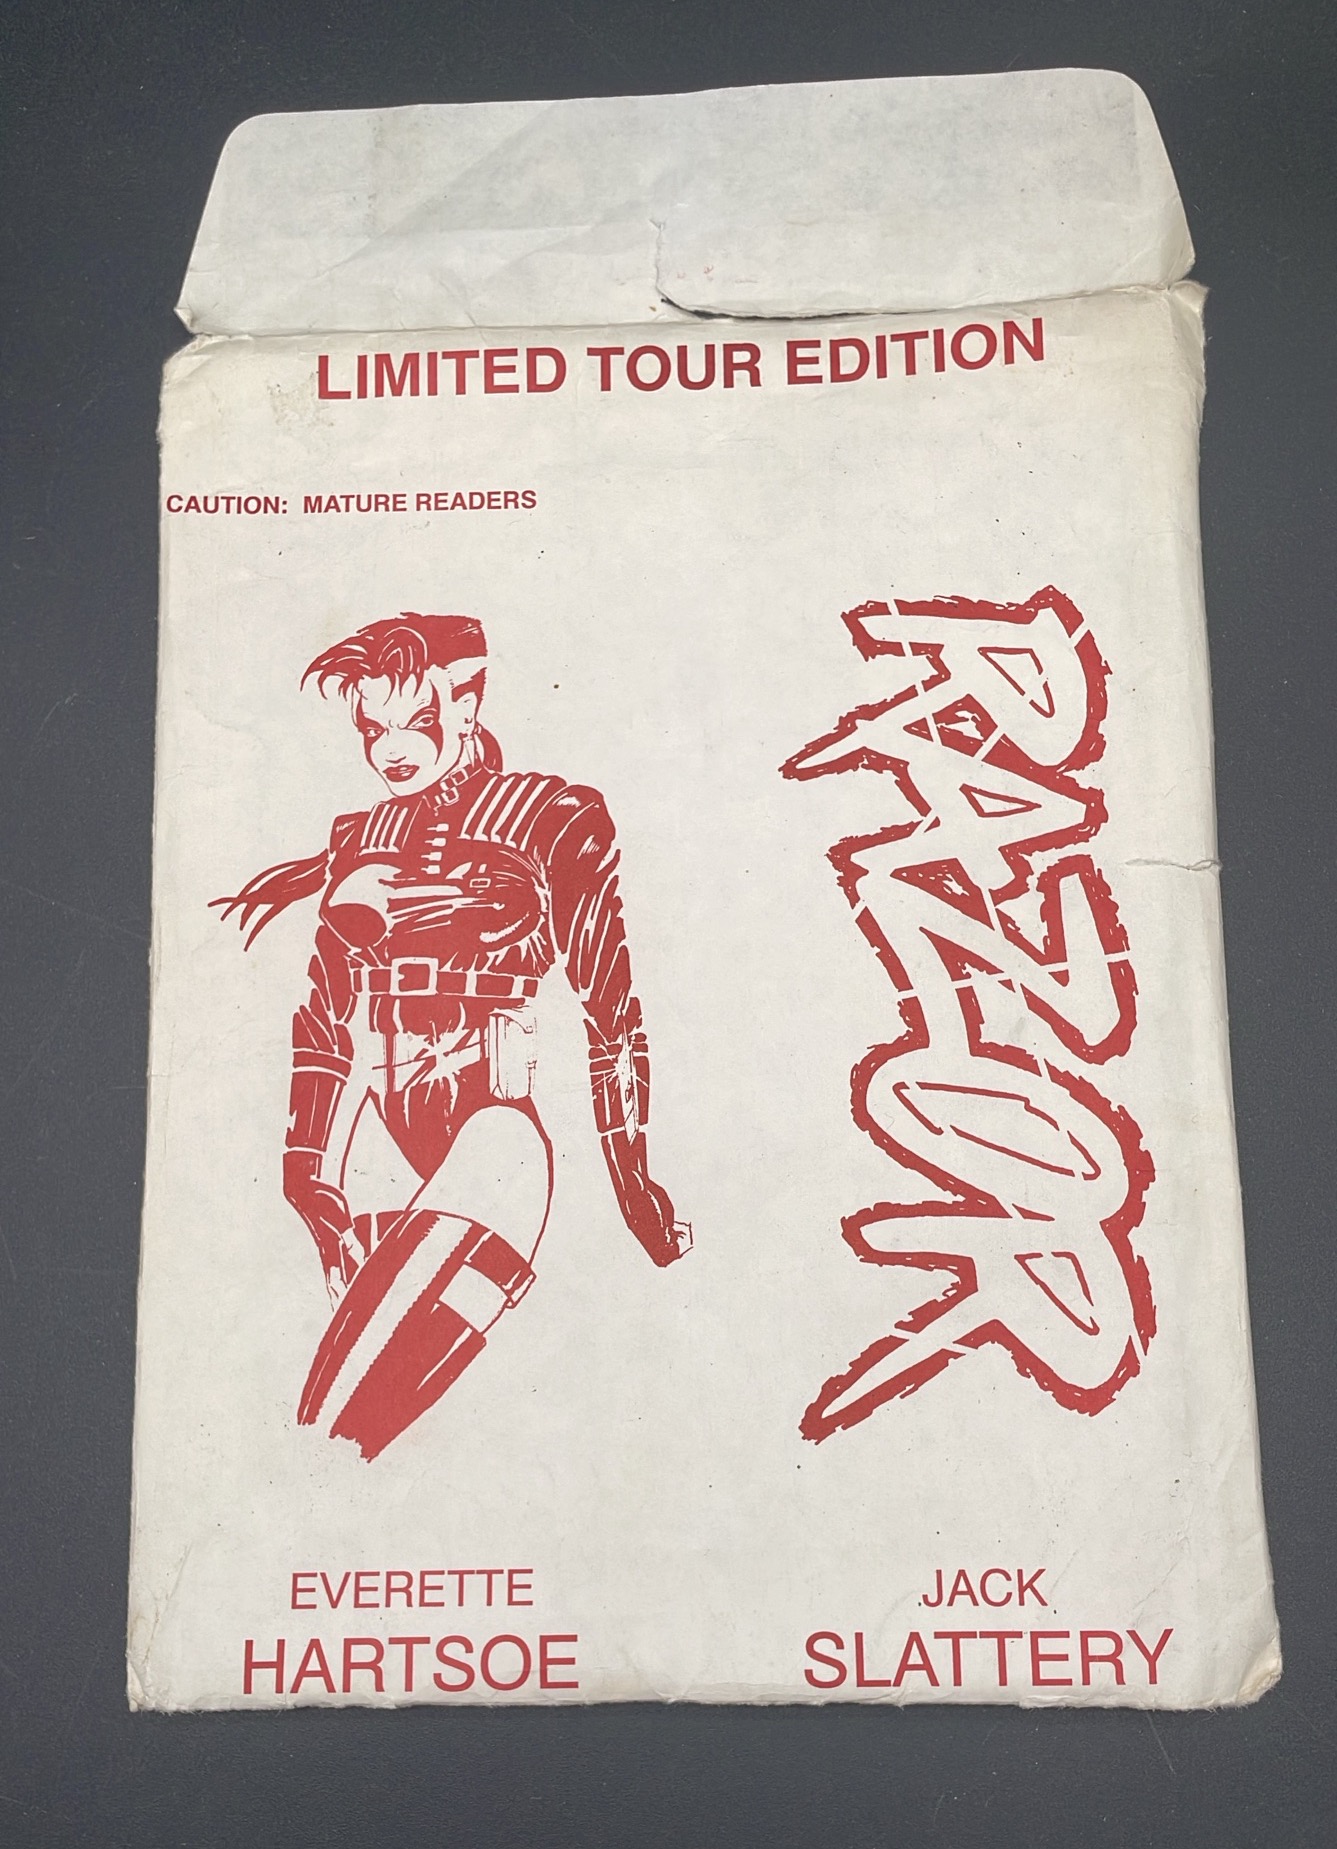 LIMITED TOUR EDITION
CAUTION: MATURE READERS
RAZOR
EVERETTE
HARTSOE
JACK
SLATTERY